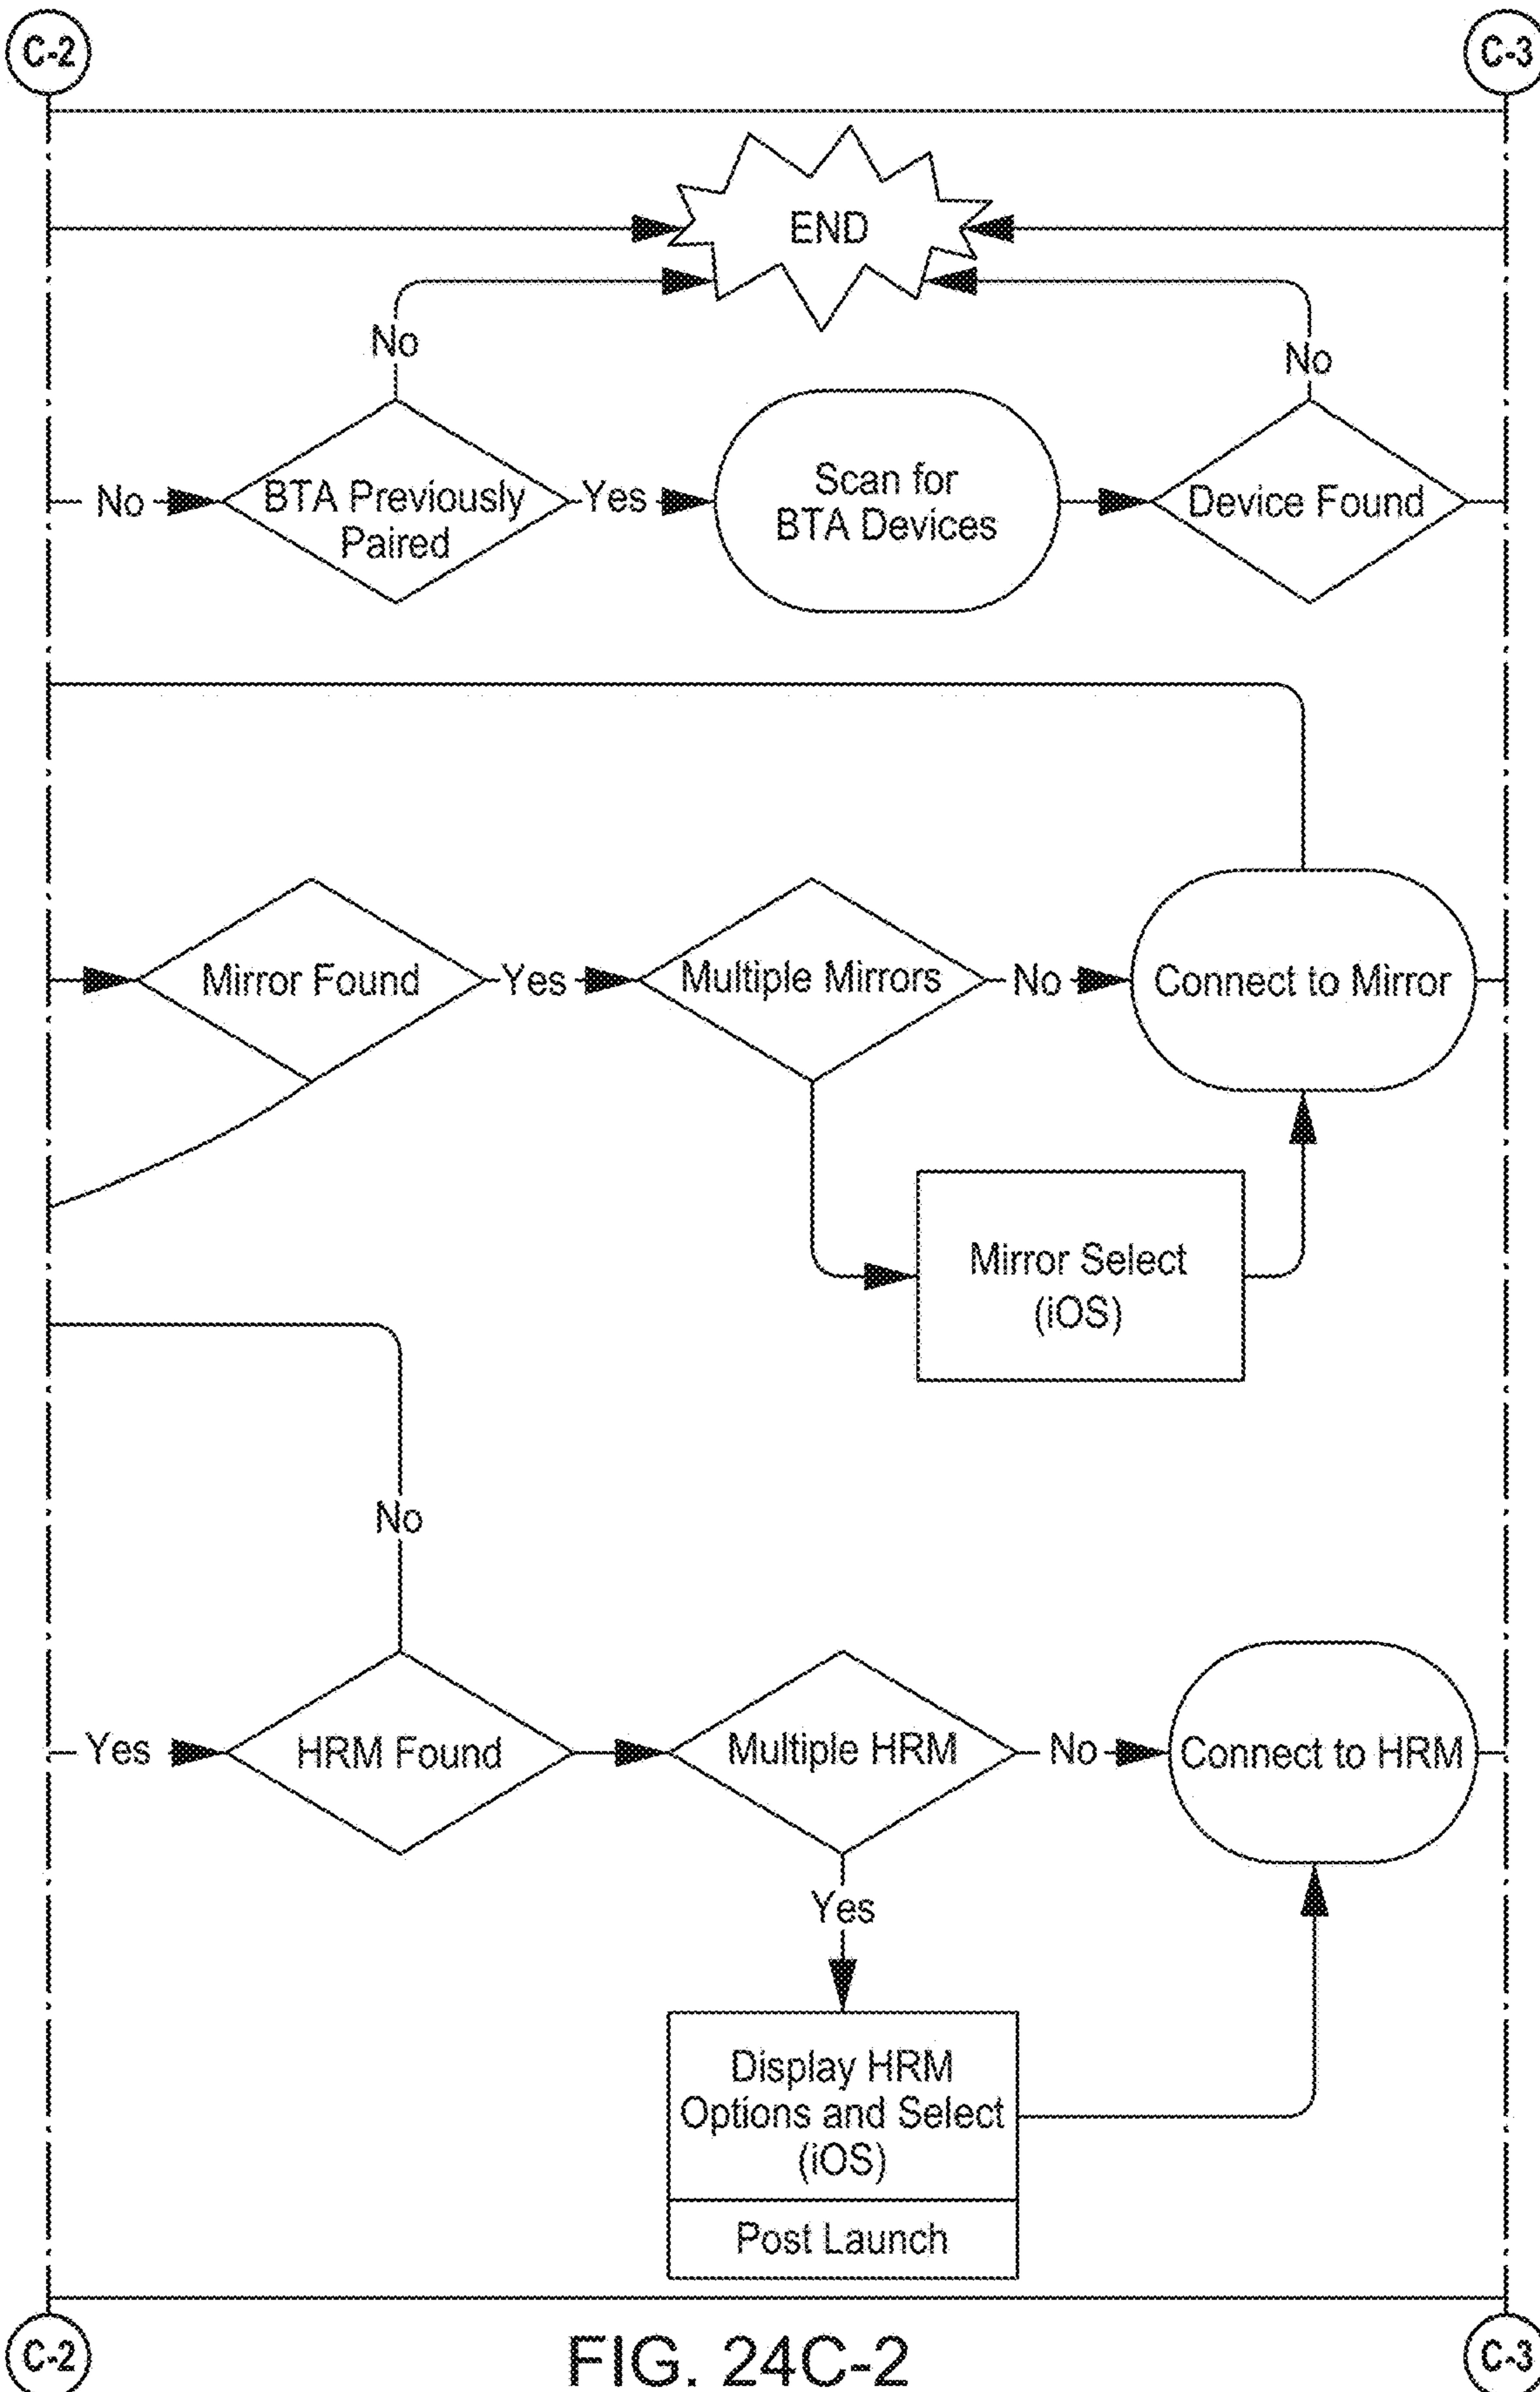 C-2
C-3
END
No
No
No
BTA Previously
Paired
Yes
Scan for
BTA Devices
Device Found
Mirror Found
Yes
Multiple Mirrors
No
Connect to Mirror
Mirror Select
(iOS)
No
Yes
HRM Found
Multiple HRM
No
Connect to HRM
Yes
Display HRM
Options and Select
(iOS)
Post Launch
C-2
C-3
FIG. 24C-2